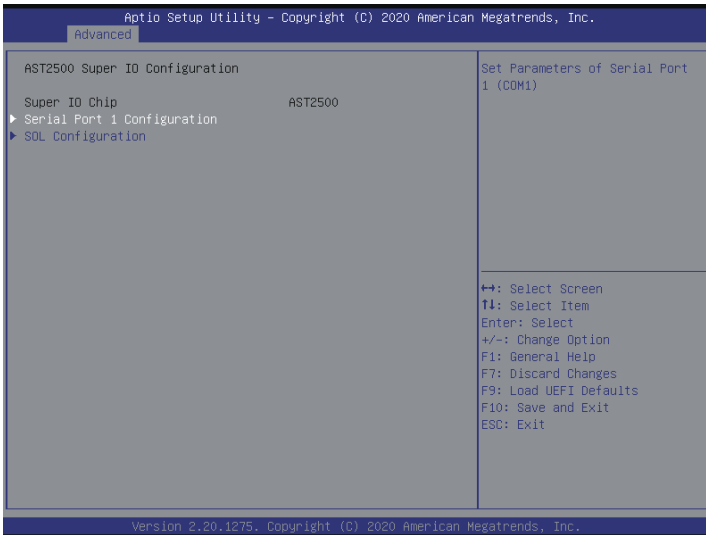 Aptio Setup Utility – Copyright (C) 2020 American Megatrends, Inc.
Advanced
AST2500 Super IO Configuration
Super IO Chip AST2500
Serial Port 1 Configuration
SOL Configuration
Set Parameters of Serial Port
1 (COM1)
↔: Select Screen
↑↓: Select Item
Enter: Select
+/-: Change Option
F1: General Help
F7: Discard Changes
F9: Load UEFI Defaults
F10: Save and Exit
ESC: Exit
Version 2.20.1275. Copyright (C) 2020 American Megatrends, Inc.